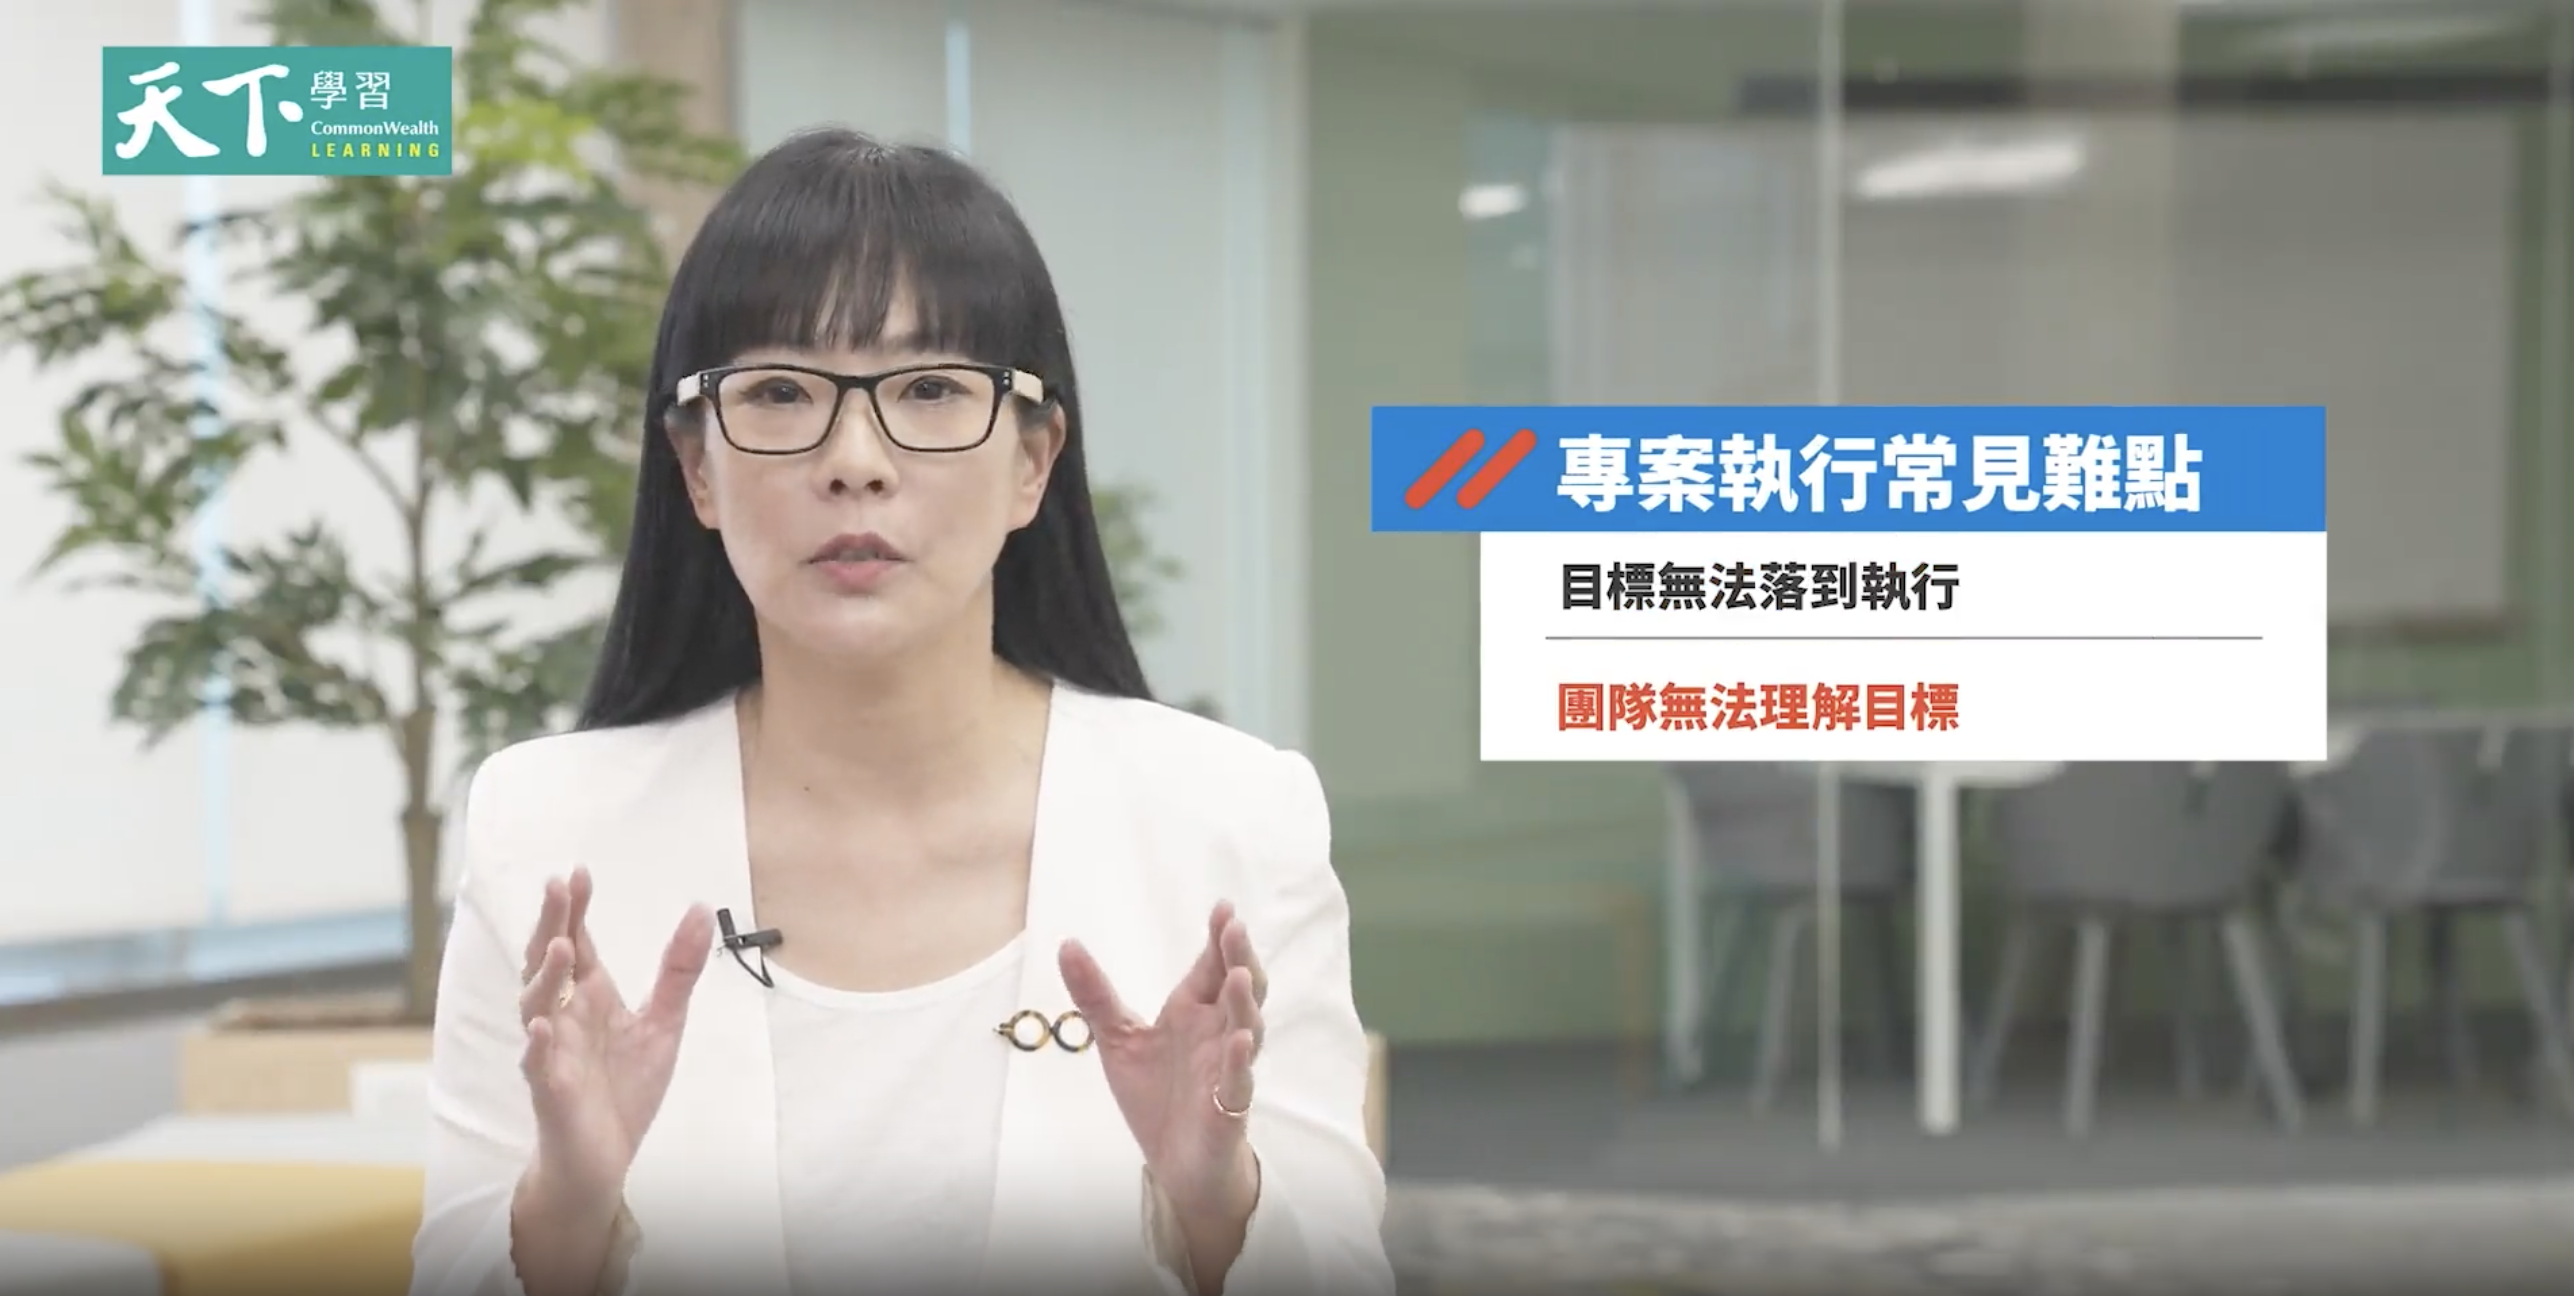 天下學習
CommonWealth
LEARNING
專案執行常見難點
目標無法落到執行
團隊無法理解目標